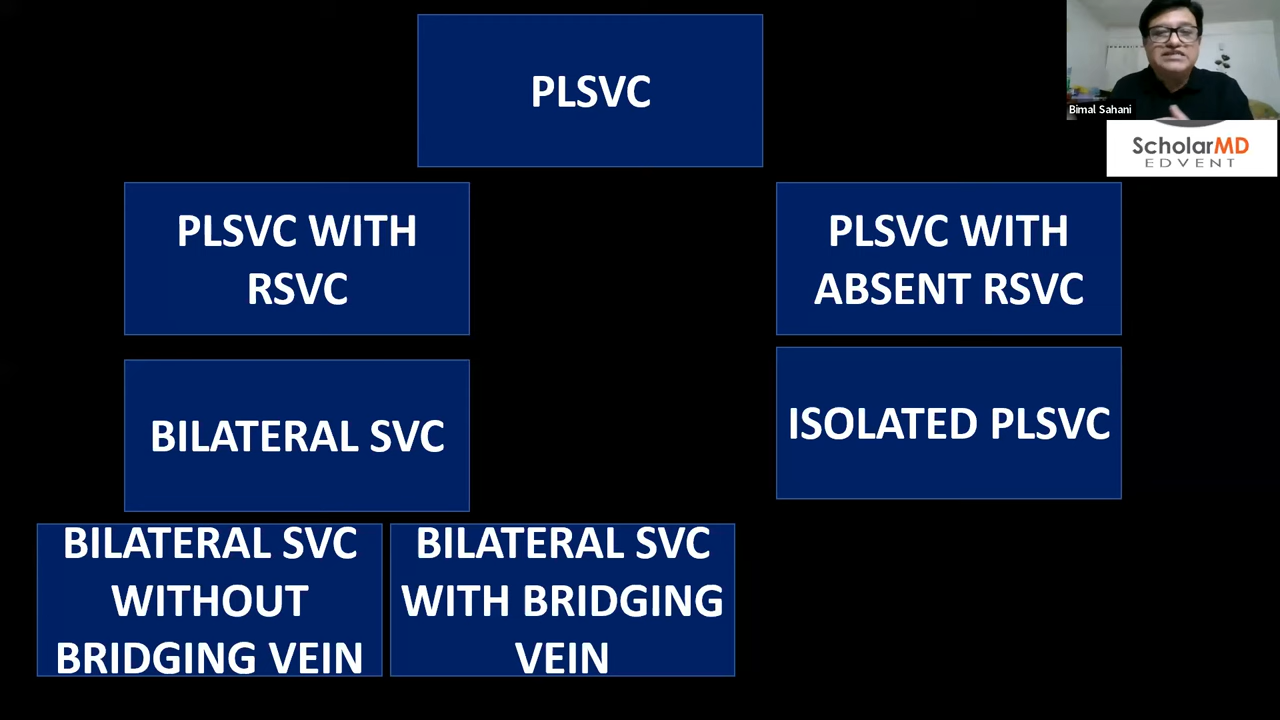 PLSVC
Bimal Sahani
ScholarMD
EDVENT
PLSVC WITH
RSVC
PLSVC WITH
ABSENT RSVC
BILATERAL SVC
ISOLATED PLSVC
BILATERAL SVC
WITHOUT
BRIDGING VEIN
BILATERAL SVC
WITH BRIDGING
VEIN